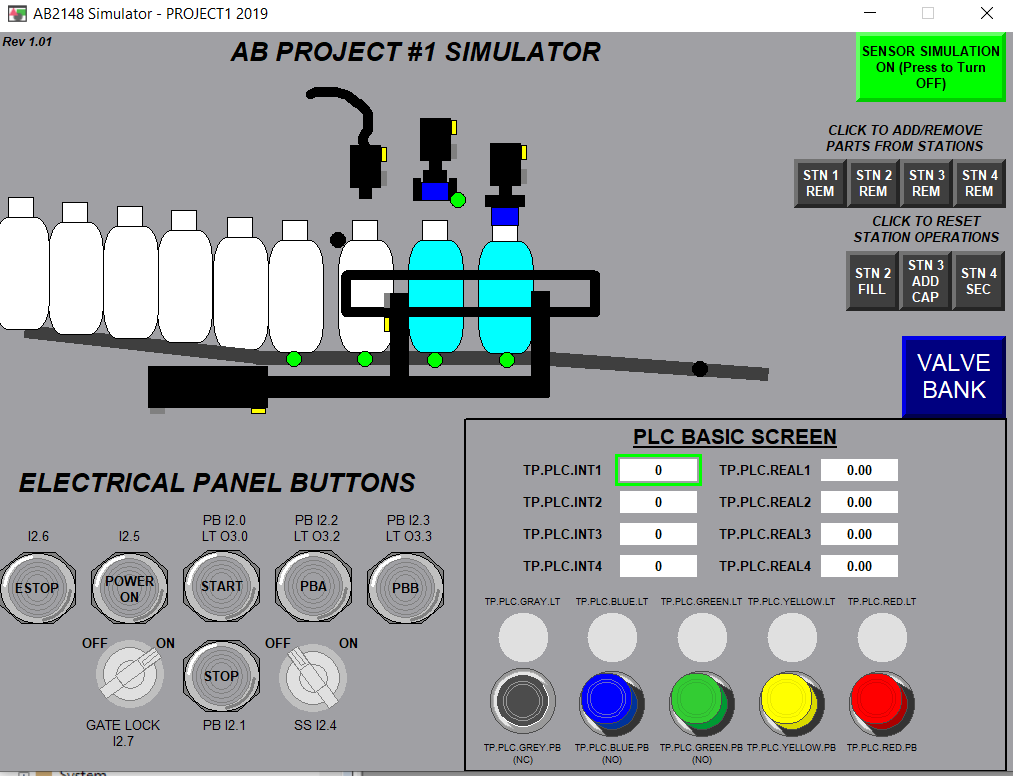 AB2148 Simulator - PROJECT1 2019
Rev 1.01
AB PROJECT #1 SIMULATOR
SENSOR SIMULATION
ON (Press to Turn
OFF)
CLICK TO ADD/REMOVE
PARTS FROM STATIONS
STN 1
REM
STN 2
REM
STN 3
REM
STN 4
REM
CLICK TO RESET
STATION OPERATIONS
STN 2
FILL
STN 3
ADD
CAP
STN 4
SEC
VALVE
BANK
PLC BASIC SCREEN
TP.PLC.INT1 0 TP.PLC.REAL1 0.00
TP.PLC.INT2 0 TP.PLC.REAL2 0.00
TP.PLC.INT3 0 TP.PLC.REAL3 0.00
TP.PLC.INT4 0 TP.PLC.REAL4 0.00
TP.PLC.GRAY.LT TP.PLC.BLUE.LT TP.PLC.GREEN.LT TP.PLC.YELLOW.LT TP.PLC.RED.LT
TP.PLC.GREY.PB TP.PLC.BLUE.PB TP.PLC.GREEN.PB TP.PLC.YELLOW.PB TP.PLC.RED.PB
(NC) (NO) (NO)
ELECTRICAL PANEL BUTTONS
I2.6
ESTOP
I2.5
POWER
ON
PB I2.0
LT O3.0
START
PB I2.2
LT O3.2
PBA
PB I2.3
LT O3.3
PBB
OFF ON
GATE LOCK
I2.7
STOP
PB I2.1
OFF ON
SS I2.4
System